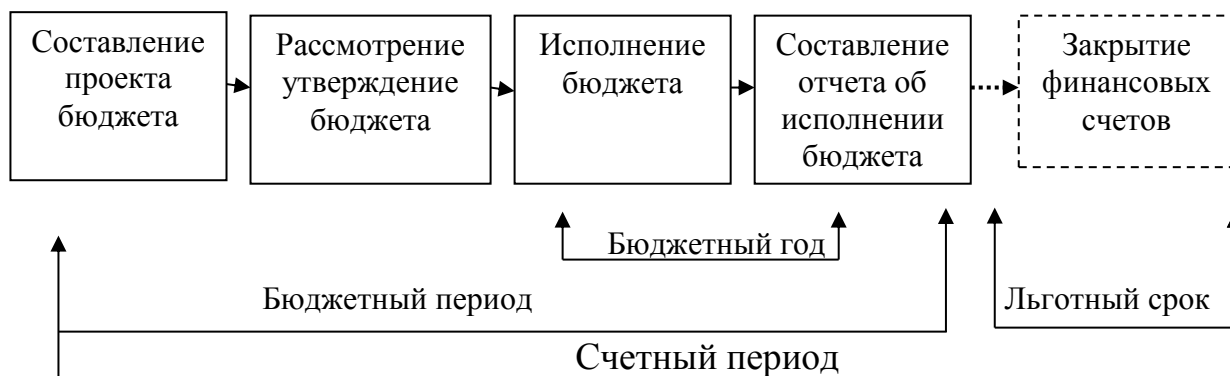 Составление
проекта
бюджета
Рассмотрение
утверждение
бюджета
Исполнение
бюджета
Составление
отчета об
исполнении
бюджета
Закрытие
финансовых
счетов
Бюджетный год
Бюджетный период
Льготный срок
Счетный период